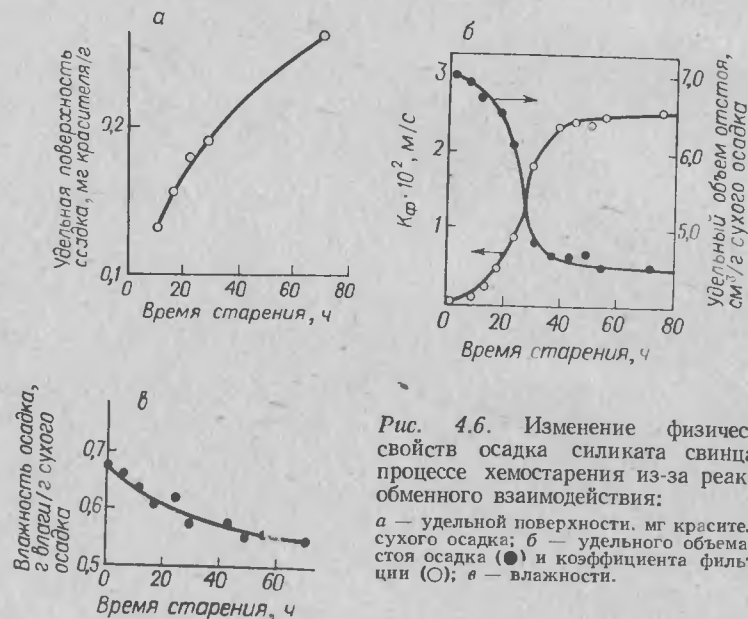 а
Удельная поверхность
осадка, мг красителя/г
0,2
0,1
0 20 40 60 80
Время старения, ч
б
Kф·10², м/с
3
2
1
0 20 40 60 80
Время старения, ч
7,0
6,0
5,0
4,0
Удельный объем отстоя,
см³/г сухого осадка
в
Влажность осадка,
г влаги/г сухого
осадка
0,7
0,6
0,5
0 20 40 60 80
Время старения, ч
Рис. 4.6. Изменение физичес
свойств осадка силиката свинца
процессе хемостарения из-за реак
обменного взаимодействия:
а — удельной поверхности. мг красите
сухого осадка; б — удельного объема
стоя осадка (●) и коэффициента фильт
ции (○); в — влажности.